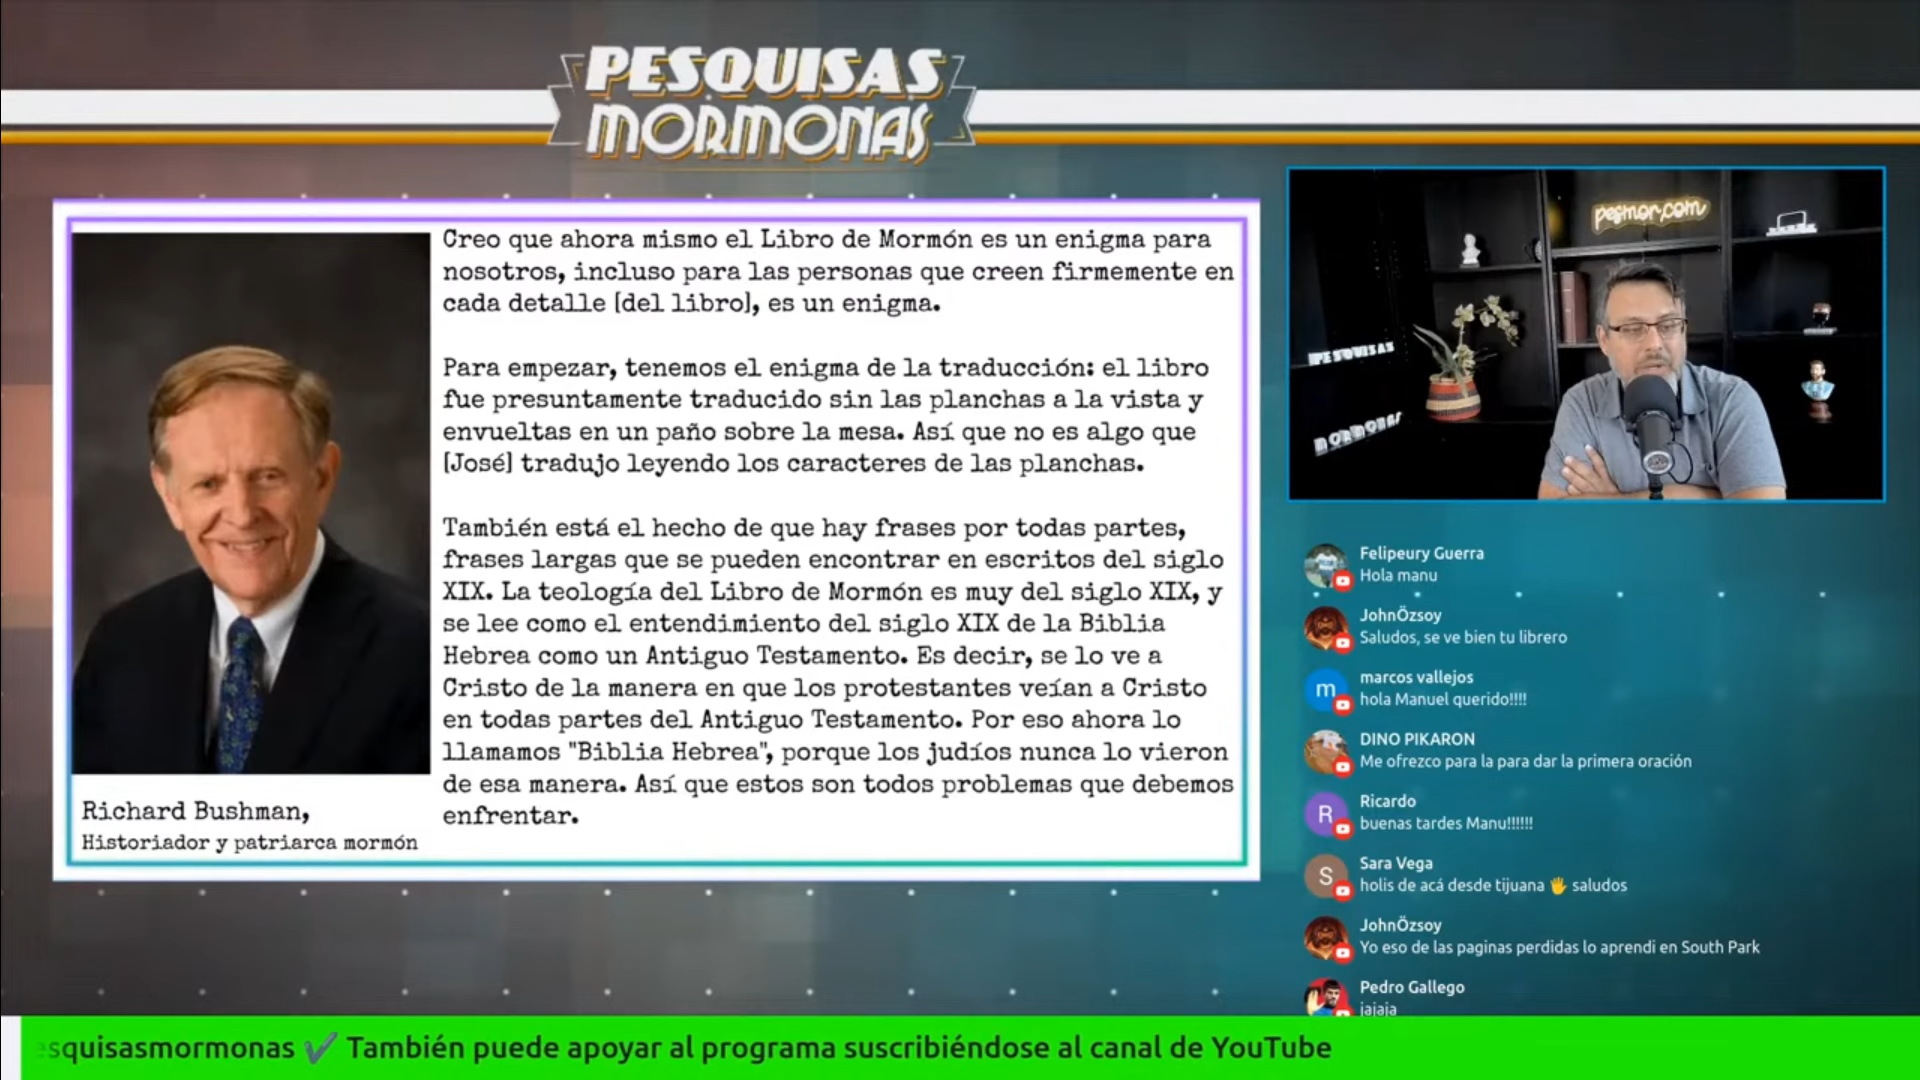 PESQUISAS
MORMONAS
Creo que ahora mismo el Libro de Mormón es un enigma para
nosotros, incluso para las personas que creen firmemente en
cada detalle [del libro], es un enigma.
Para empezar, tenemos el enigma de la traducción: el libro
fue presuntamente traducido sin las planchas a la vista y
envueltas en un paño sobre la mesa. Así que no es algo que
[José] tradujo leyendo los caracteres de las planchas.
También está el hecho de que hay frases por todas partes,
frases largas que se pueden encontrar en escritos del siglo
XIX. La teología del Libro de Mormón es muy del siglo XIX, y
se lee como el entendimiento del siglo XIX de la Biblia
Hebrea como un Antiguo Testamento. Es decir, se lo ve a
Cristo de la manera en que los protestantes veían a Cristo
en todas partes del Antiguo Testamento. Por eso ahora lo
llamamos "Biblia Hebrea", porque los judíos nunca lo vieron
de esa manera. Así que estos son todos problemas que debemos
enfrentar.
Richard Bushman,
Historiador y patriarca mormón
pesmor.com
PESQUISAS
MORMONAS
Felipeury Guerra
Hola manu
JohnÖzsoy
Saludos, se ve bien tu librero
m
marcos vallejos
hola Manuel querido!!!!
DINO PIKARON
Me ofrezco para la para dar la primera oración
R
Ricardo
buenas tardes Manu!!!!!!
S
Sara Vega
holis de acá desde tijuana 🖐 saludos
JohnÖzsoy
Yo eso de las paginas perdidas lo aprendi en South Park
Pedro Gallego
jajaja
esquisasmormonas ✔ También puede apoyar al programa suscribiéndose al canal de YouTube